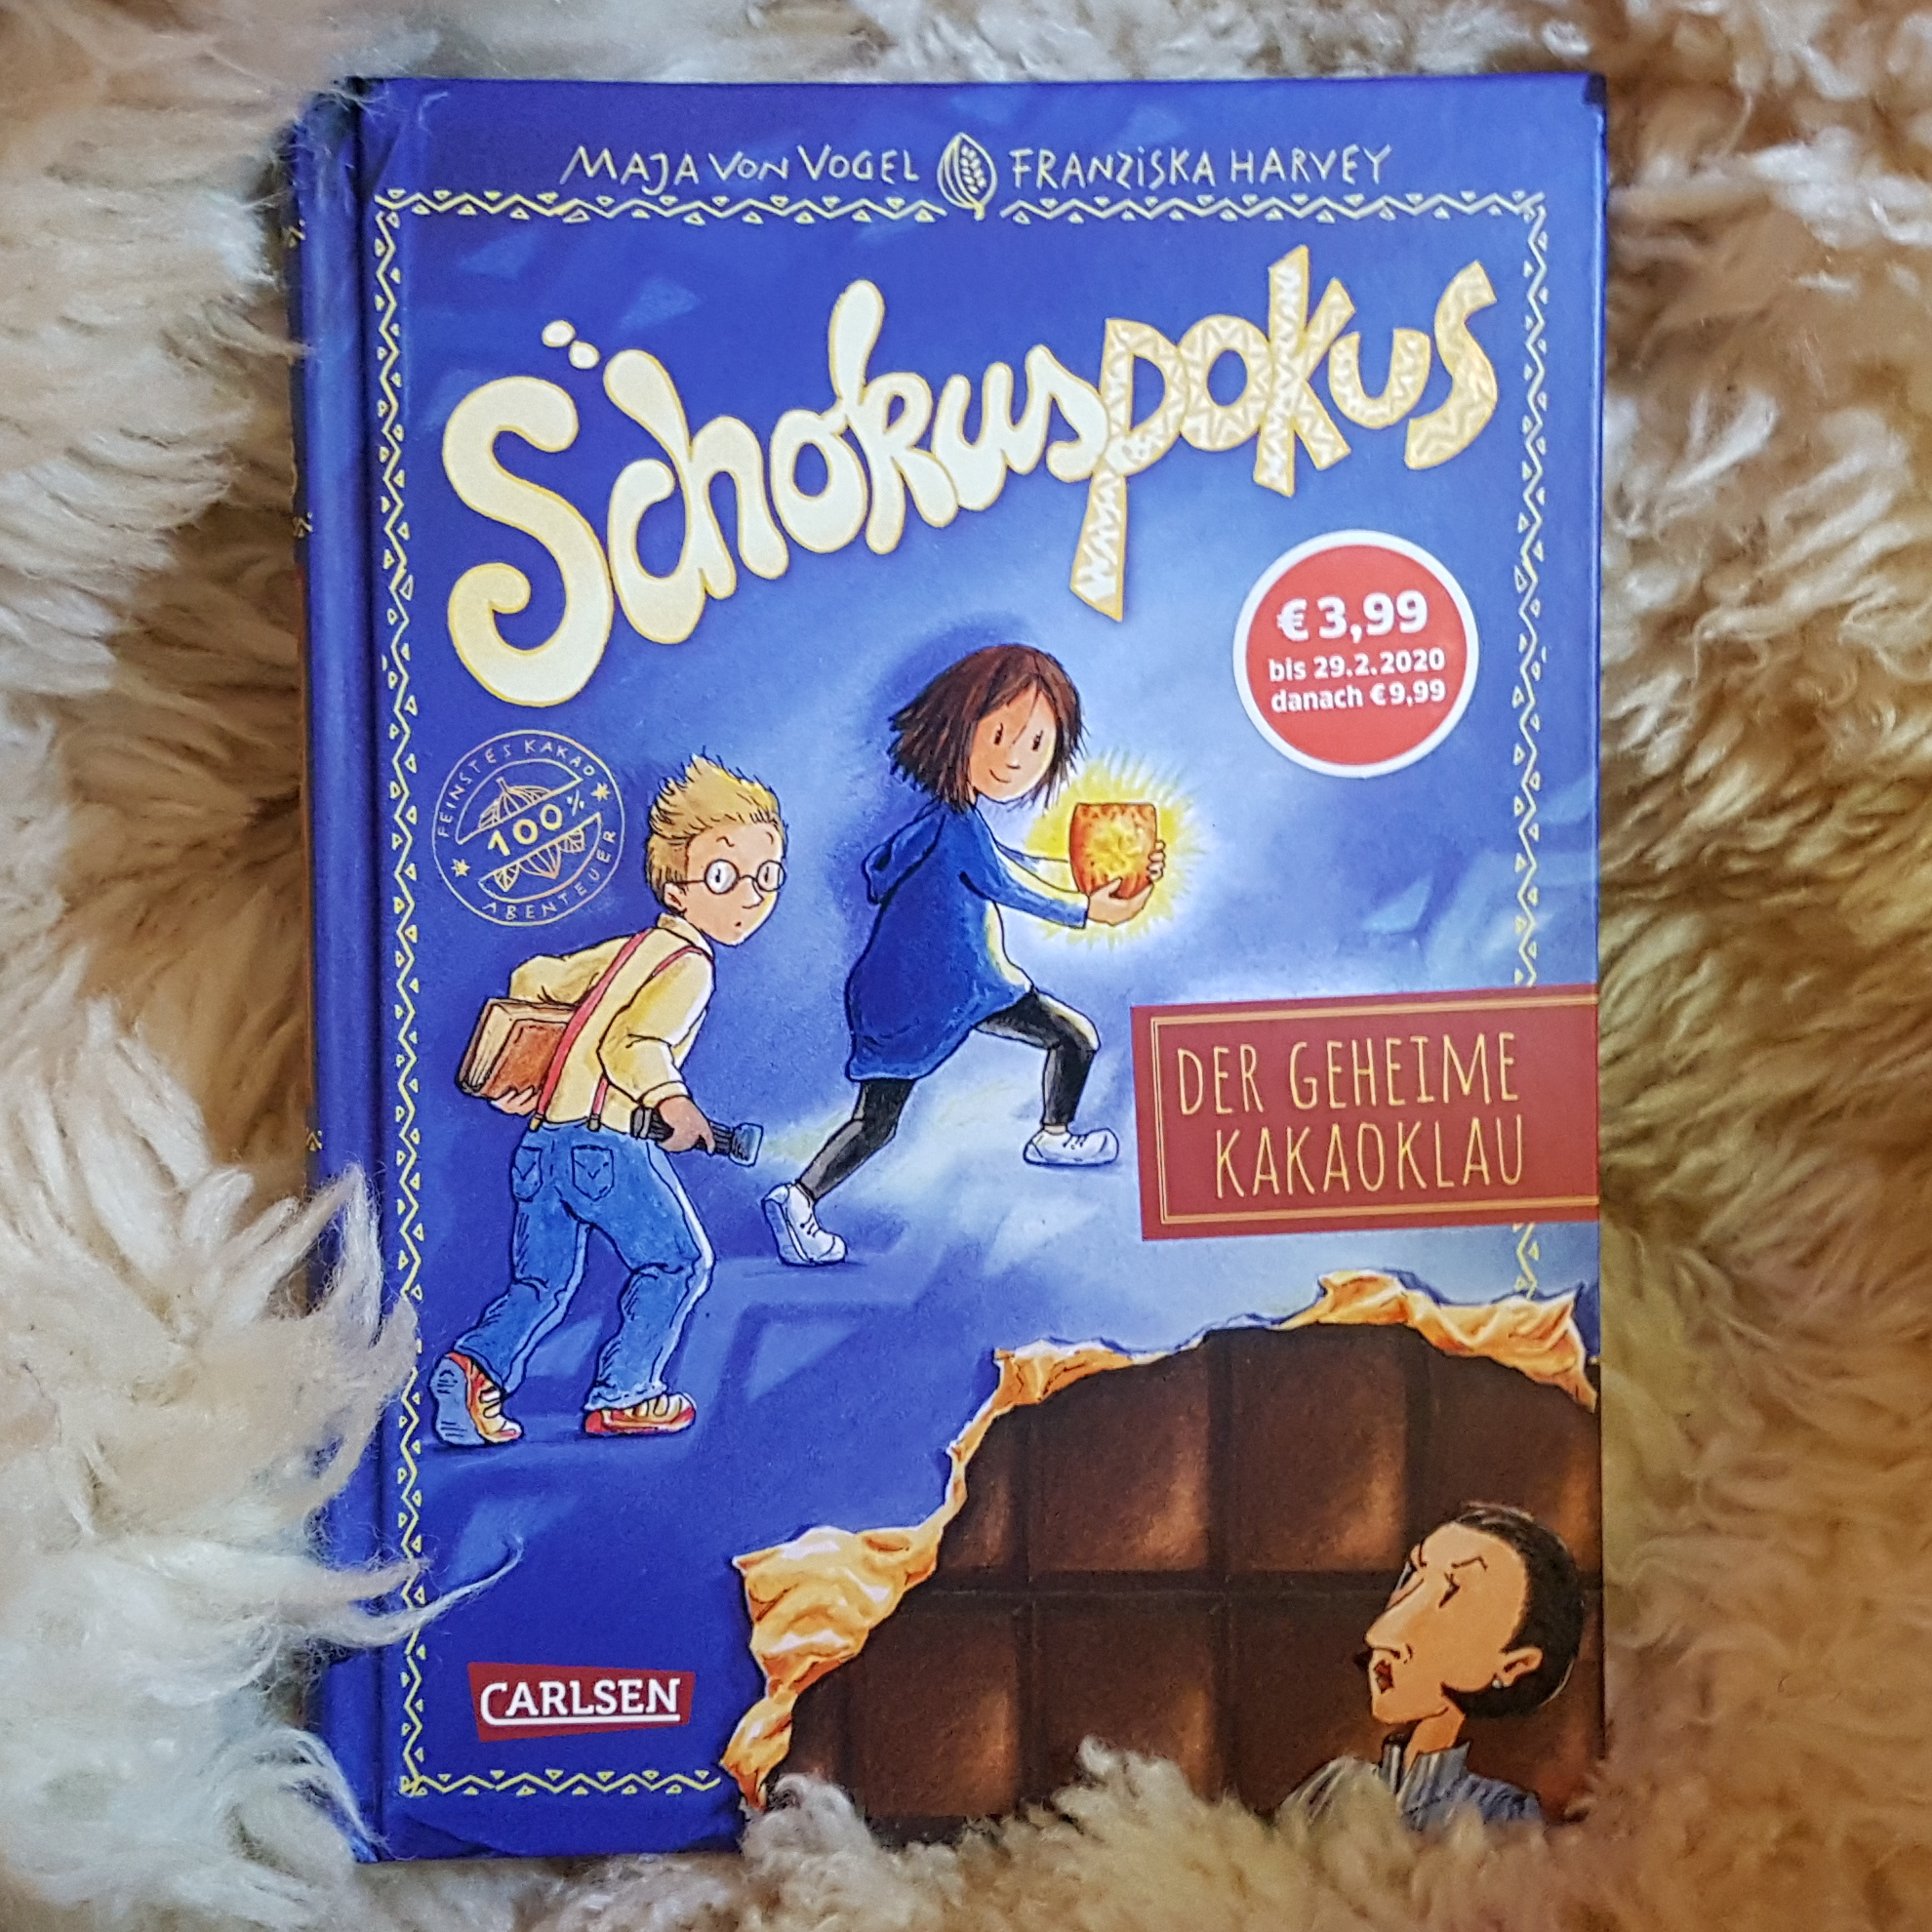 MAJA VON VOGEL FRANZISKA HARVEY
Schokuspokus
€ 3,99
bis 29.2.2020
danach € 9,99
FEINSTES KAKAO
100%
ABENTEUER
DER GEHEIME
KAKAOKLAU
CARLSEN